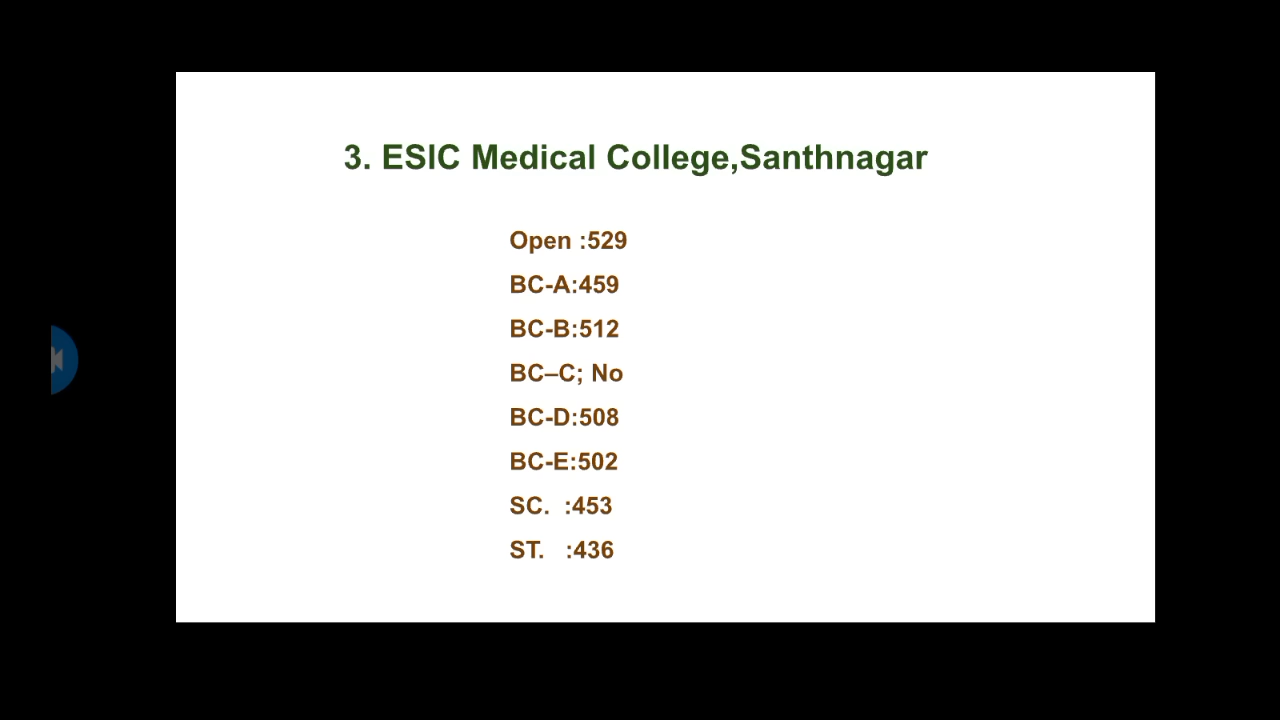 3. ESIC Medical College,Santhnagar
Open :529
BC-A:459
BC-B:512
BC–C; No
BC-D:508
BC-E:502
SC.  :453
ST.   :436